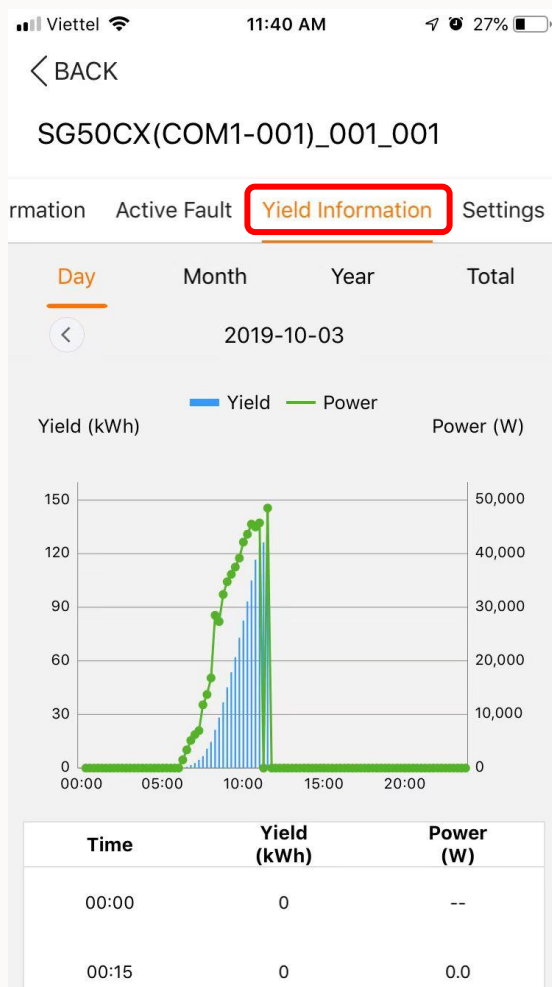 Viettel 11:40 AM 27%
BACK
SG50CX(COM1-001)_001_001
rmation Active Fault Yield Information Settings
Day Month Year Total
2019-10-03
Yield Power
Yield (kWh) Power (W)
150 50,000
120 40,000
90 30,000
60 20,000
30 10,000
0 0
00:00 05:00 10:00 15:00 20:00
Time Yield (kWh) Power (W)
00:00 0 --
00:15 0 0.0